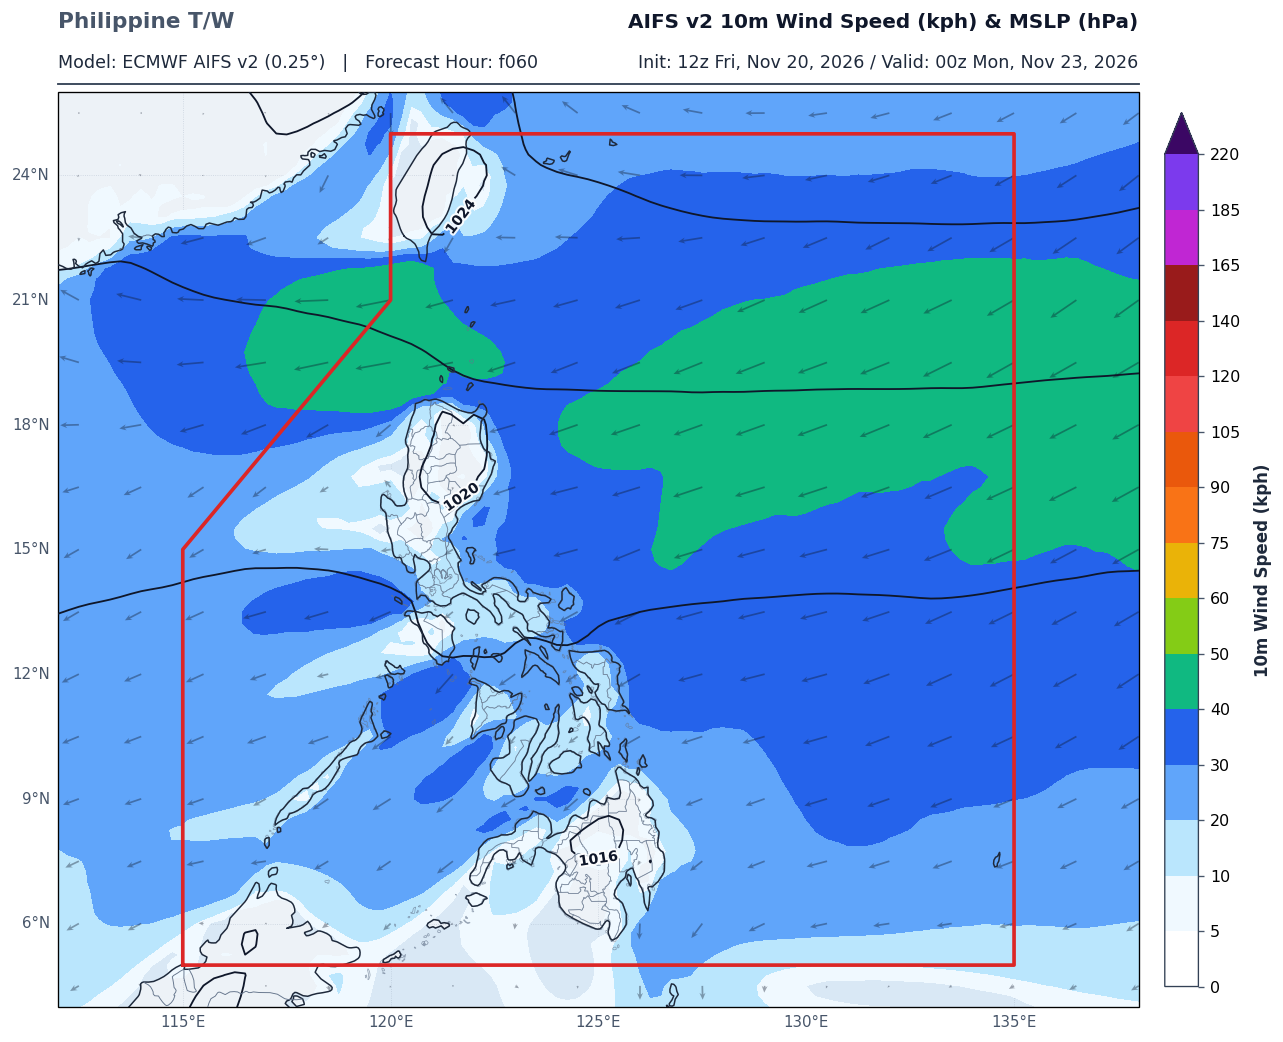 Philippine T/W
AIFS v2 10m Wind Speed (kph) & MSLP (hPa)
Model: ECMWF AIFS v2 (0.25°) | Forecast Hour: f060
Init: 12z Fri, Nov 20, 2026 / Valid: 00z Mon, Nov 23, 2026
24°N
21°N
18°N
15°N
12°N
9°N
6°N
115°E
120°E
125°E
130°E
135°E
1024
1020
1016
220
185
165
140
120
105
90
75
60
50
40
30
20
10
5
0
10m Wind Speed (kph)